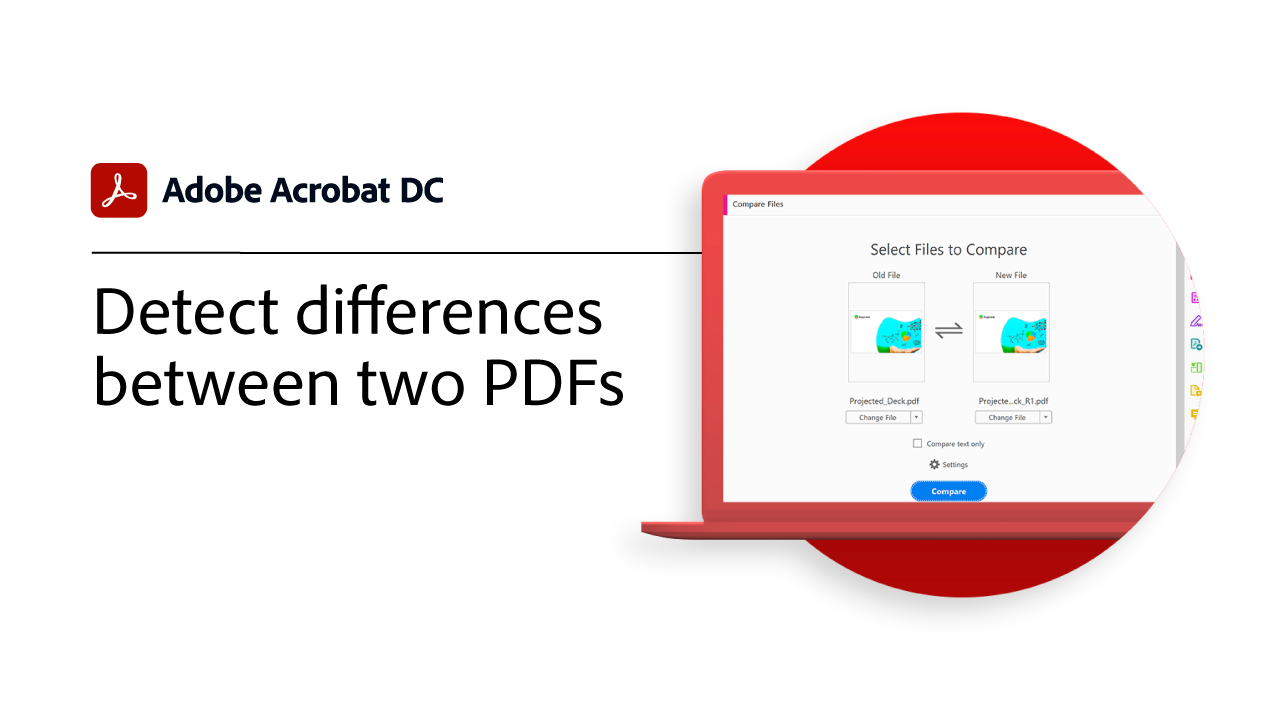 Adobe Acrobat DC
Detect differences
between two PDFs
Compare Files
Select Files to Compare
Old File
New File
Projected_Deck.pdf
Projecte...ck_R1.pdf
Change File
Change File
Compare text only
Settings
Compare